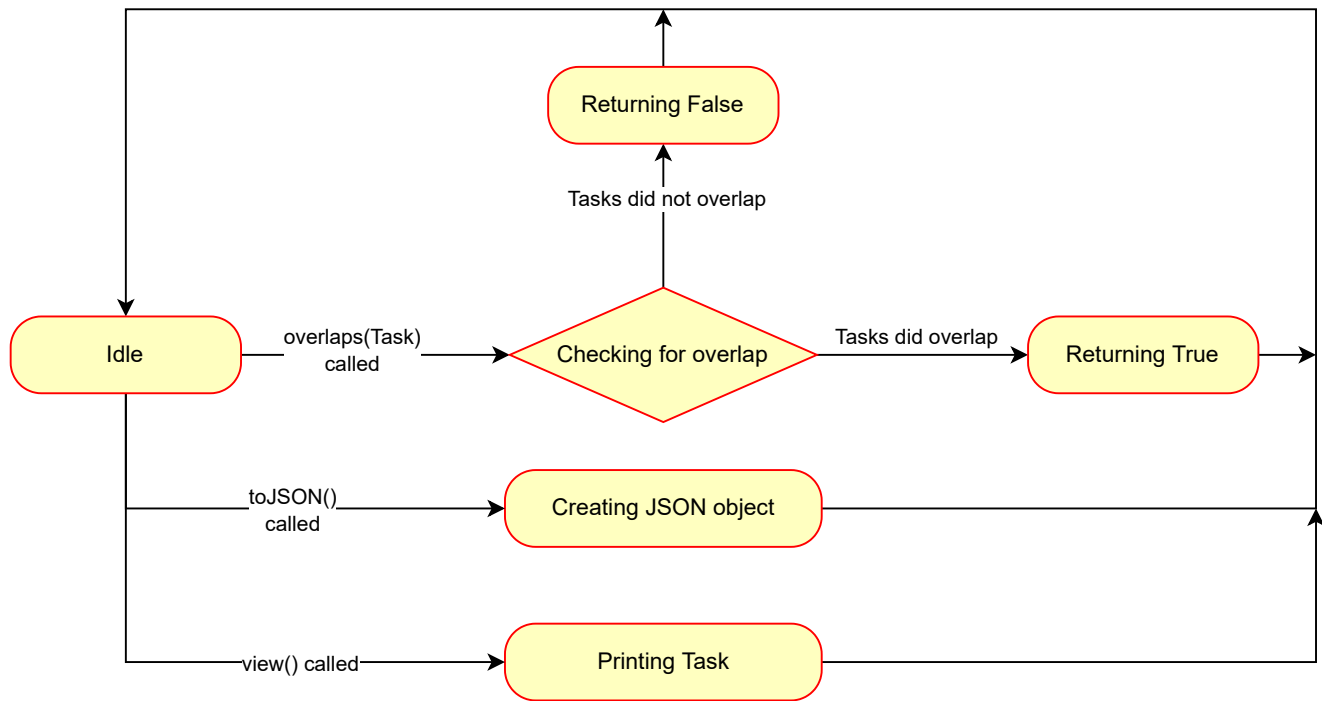 Returning False
Tasks did not overlap
Idle
overlaps(Task)
called
Checking for overlap
Tasks did overlap
Returning True
toJSON()
called
Creating JSON object
view() called
Printing Task